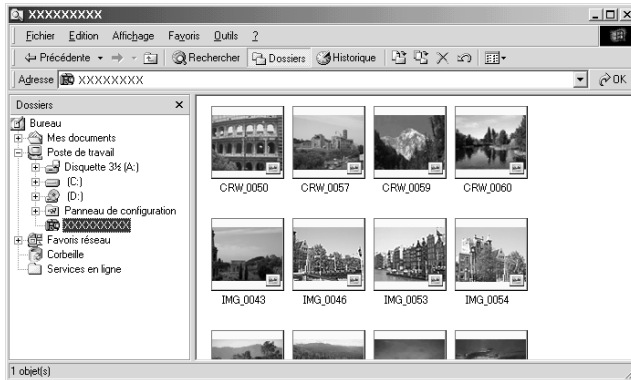 XXXXXXXXX
Fichier Edition Affichage Favoris Outils ?
Précédente Rechercher Dossiers Historique
Adresse XXXXXXXX OK
Dossiers
Bureau
Mes documents
Poste de travail
Disquette 3½ (A:)
(C:)
(D:)
Panneau de configuration
XXXXXXXXXX
Favoris réseau
Corbeille
Services en ligne
CRW_0050 CRW_0057 CRW_0059 CRW_0060
IMG_0043 IMG_0046 IMG_0053 IMG_0054
1 objet(s)